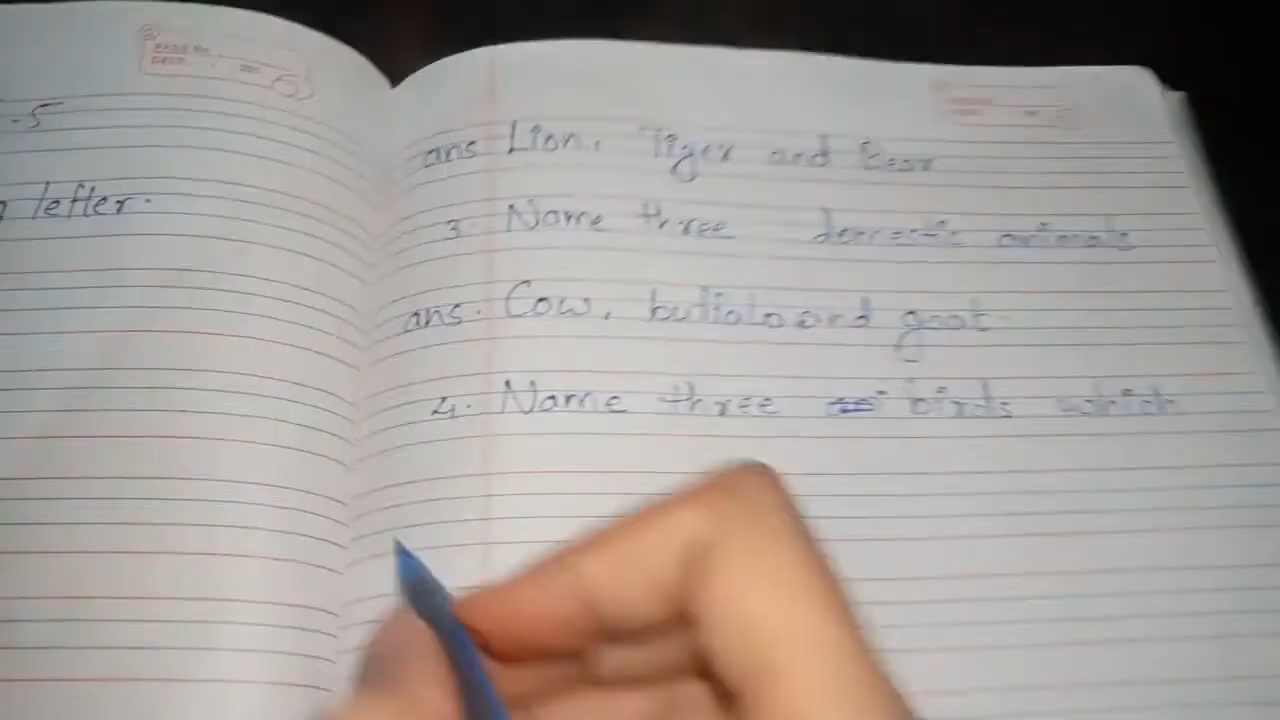 -5
letter.
ans Lion, Tiger and bear
3. Name three domestic animals
ans. Cow, buffalo and goat
4. Name three birds which